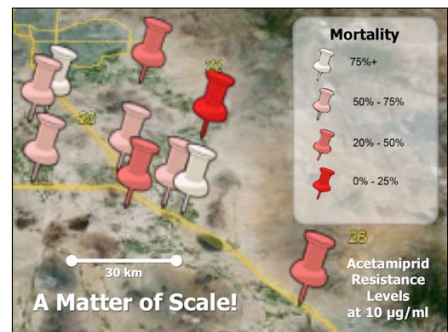 Mortality
75%+
50% - 75%
20% - 50%
0% - 25%
26
30 km
Acetamiprid
Resistance
Levels
at 10 µg/ml
A Matter of Scale!